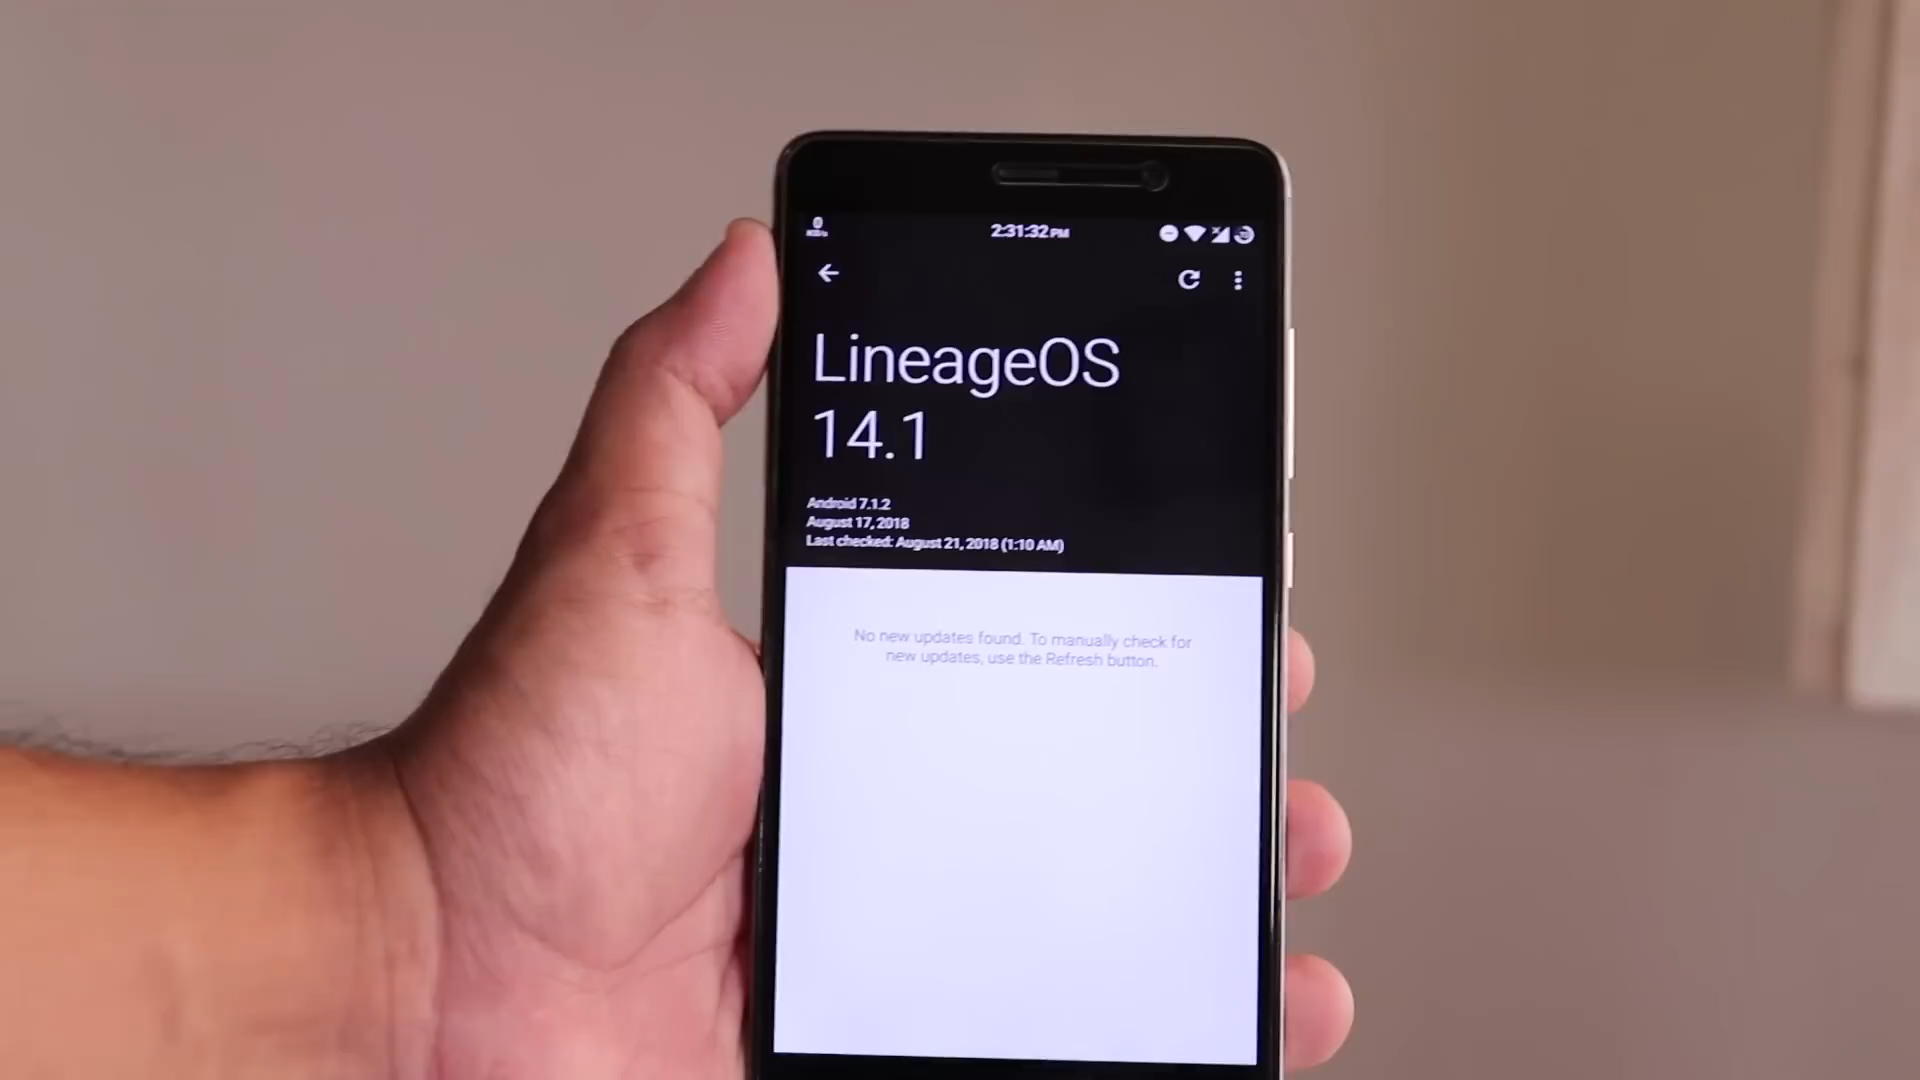 2:31:32 PM
LineageOS
14.1
Android 7.1.2
August 17, 2018
Last checked: August 21, 2018 (1:10 AM)
No new updates found. To manually check for
new updates, use the Refresh button.